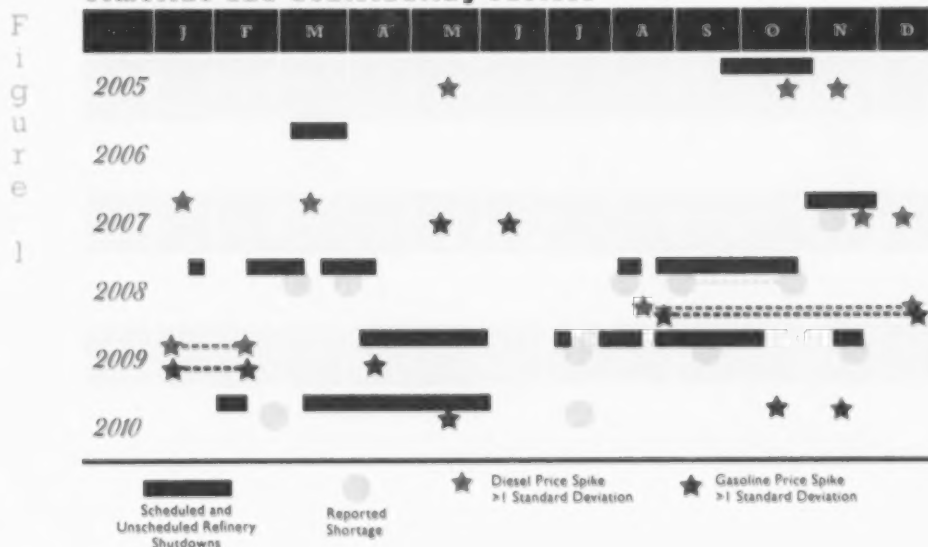 Figure 1
J F M A M J J A S O N D
2005
2006
2007
2008
2009
2010
Scheduled and
Unscheduled Refinery
Shutdowns
Reported
Shortage
Diesel Price Spike
>1 Standard Deviation
Gasoline Price Spike
>1 Standard Deviation